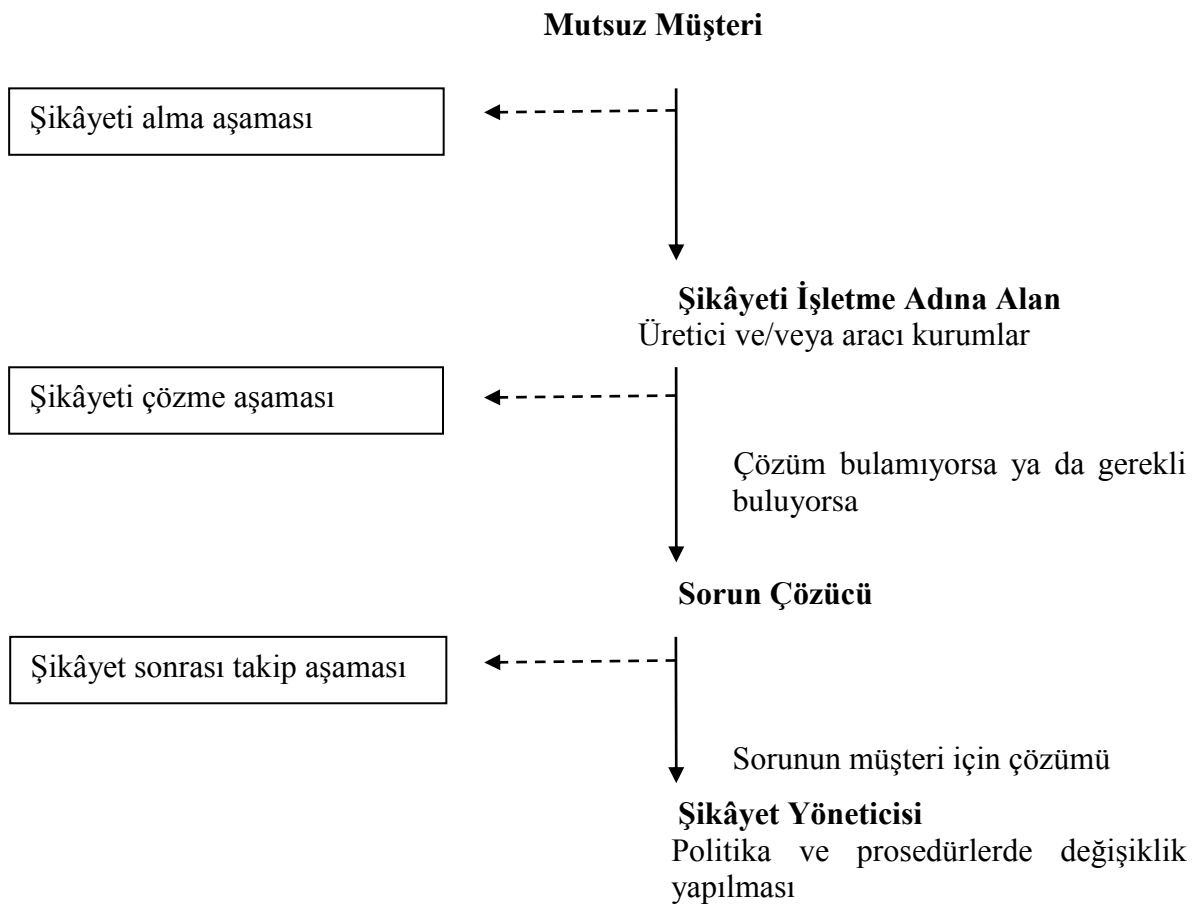 Mutsuz Müşteri
Şikâyeti alma aşaması
Şikâyeti İşletme Adına Alan
Üretici ve/veya aracı kurumlar
Şikâyeti çözme aşaması
Çözüm bulamıyorsa ya da gerekli
buluyorsa
Sorun Çözücü
Şikâyet sonrası takip aşaması
Sorunun müşteri için çözümü
Şikâyet Yöneticisi
Politika ve prosedürlerde değişiklik
yapılması